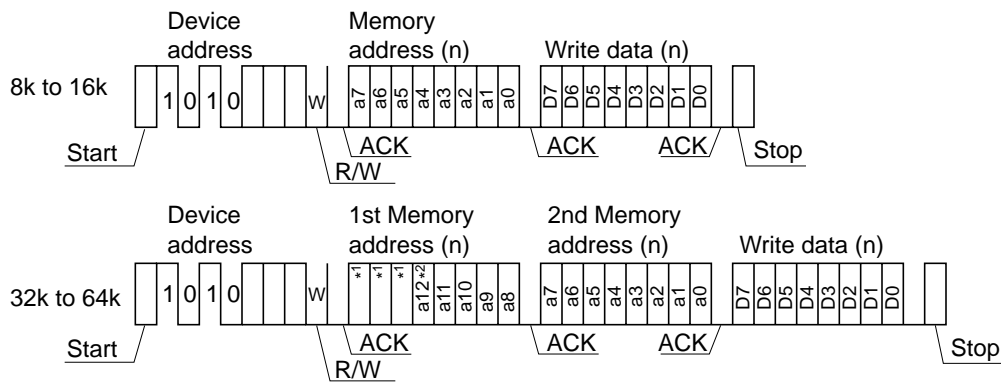 Device address
Memory address (n)
Write data (n)
8k to 16k
1 0 1 0
W
a7 a6 a5 a4 a3 a2 a1 a0
D7 D6 D5 D4 D3 D2 D1 D0
Start
ACK
ACK
ACK
Stop
R/W
Device address
1st Memory address (n)
2nd Memory address (n)
Write data (n)
32k to 64k
1 0 1 0
W
*1 *1 *1 a12*2 a11 a10 a9 a8
a7 a6 a5 a4 a3 a2 a1 a0
D7 D6 D5 D4 D3 D2 D1 D0
Start
ACK
ACK
ACK
Stop
R/W